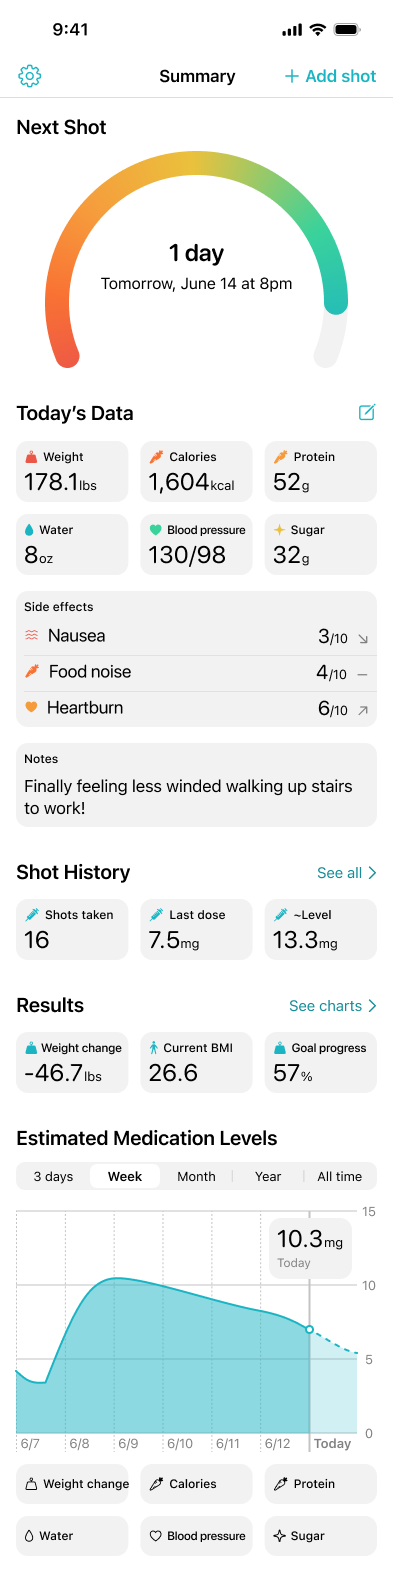 9:41
Summary
+ Add shot
Next Shot
1 day
Tomorrow, June 14 at 8pm
Today's Data
Weight
178.1lbs
Calories
1,604kcal
Protein
52g
Water
8oz
Blood pressure
130/98
Sugar
32g
Side effects
Nausea 3/10
Food noise 4/10
Heartburn 6/10
Notes
Finally feeling less winded walking up stairs
to work!
Shot History
See all
Shots taken
16
Last dose
7.5mg
~Level
13.3mg
Results
See charts
Weight change
-46.7lbs
Current BMI
26.6
Goal progress
57%
Estimated Medication Levels
3 days Week Month Year All time
15
10.3mg
Today
10
5
0
6/7 6/8 6/9 6/10 6/11 6/12 Today
Weight change Calories Protein
Water Blood pressure Sugar